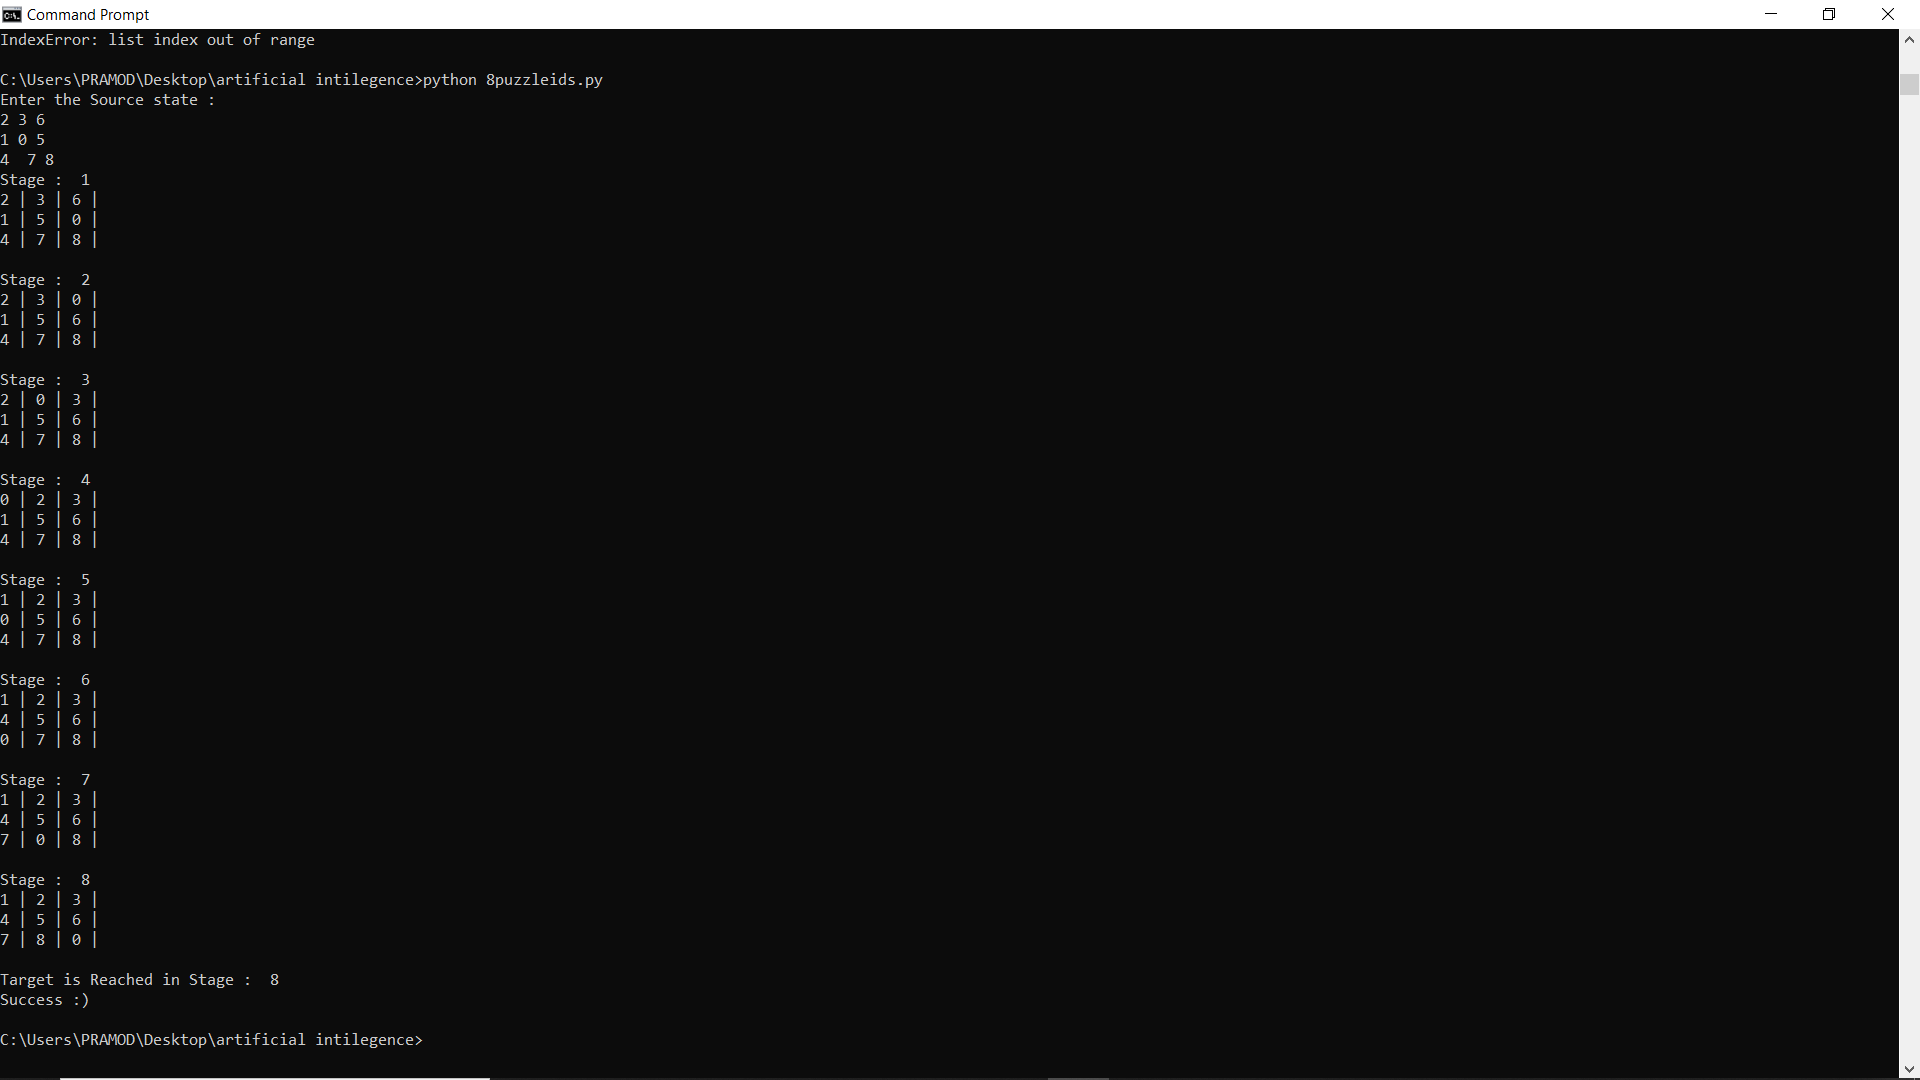 Command Prompt
IndexError: list index out of range
C:\Users\PRAMOD\Desktop\artificial intilegence>python 8puzzleids.py
Enter the Source state :
2 3 6
1 0 5
4  7 8
Stage :  1
2 | 3 | 6 |
1 | 5 | 0 |
4 | 7 | 8 |
Stage :  2
2 | 3 | 0 |
1 | 5 | 6 |
4 | 7 | 8 |
Stage :  3
2 | 0 | 3 |
1 | 5 | 6 |
4 | 7 | 8 |
Stage :  4
0 | 2 | 3 |
1 | 5 | 6 |
4 | 7 | 8 |
Stage :  5
1 | 2 | 3 |
0 | 5 | 6 |
4 | 7 | 8 |
Stage :  6
1 | 2 | 3 |
4 | 5 | 6 |
0 | 7 | 8 |
Stage :  7
1 | 2 | 3 |
4 | 5 | 6 |
7 | 0 | 8 |
Stage :  8
1 | 2 | 3 |
4 | 5 | 6 |
7 | 8 | 0 |
Target is Reached in Stage :  8
Success :)
C:\Users\PRAMOD\Desktop\artificial intilegence>